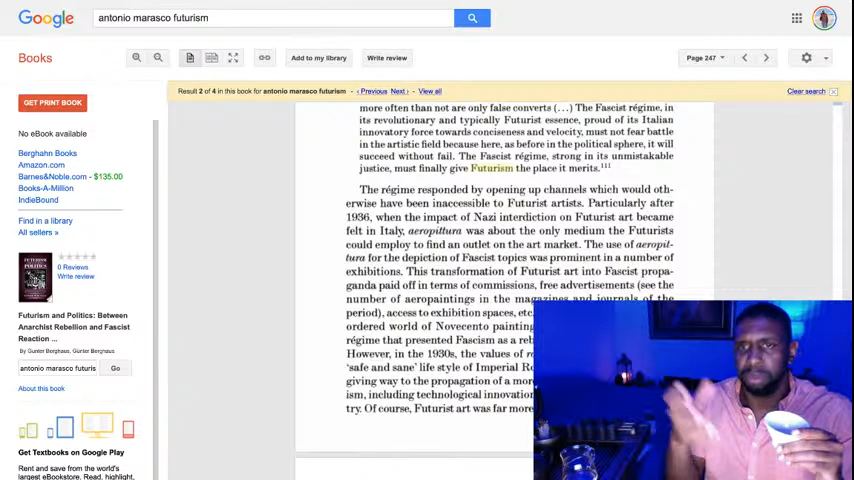 Google
antonio marasco futurism
Books
Add to my library
Write review
Page 247
Result 2 of 4 in this book for antonio marasco futurism - ‹ Previous Next › - View all
Clear search
GET PRINT BOOK
No eBook available
Berghahn Books
Amazon.com
Barnes&Noble.com - $135.00
Books-A-Million
IndieBound
Find in a library
All sellers »
0 Reviews
Write review
FUTURISM
POLITICS
Futurism and Politics: Between
Anarchist Rebellion and Fascist
Reaction ...
By Günter Berghaus, Günter Berghaus
antonio marasco futuris
Go
About this book
Get Textbooks on Google Play
Rent and save from the world's
largest eBookstore. Read, highlight,
more often than not are only false converts (...) The Fascist régime, in
its revolutionary and typically Futurist essence, proud of its Italian
innovatory force towards conciseness and velocity, must not fear battle
in the artistic field because here, as before in the political sphere, it will
succeed without fail. The Fascist régime, strong in its unmistakable
justice, must finally give Futurism the place it merits.111
The régime responded by opening up channels which would oth-
erwise have been inaccessible to Futurist artists. Particularly after
1936, when the impact of Nazi interdiction on Futurist art became
felt in Italy, aeropittura was about the only medium the Futurists
could employ to find an outlet on the art market. The use of aeropit-
tura for the depiction of Fascist topics was prominent in a number of
exhibitions. This transformation of Futurist art into Fascist propa-
ganda paid off in terms of commissions, free advertisements (see the
number of aeropaintings in the magazines and journals of the
period), access to exhibition spaces, etc.
ordered world of Novecento painting
régime that presented Fascism as a
However, in the 1930s, the values of
'safe and sane' life style of Imperial
giving way to the propagation of a more
ism, including technological innovation
try. Of course, Futurist art was far more